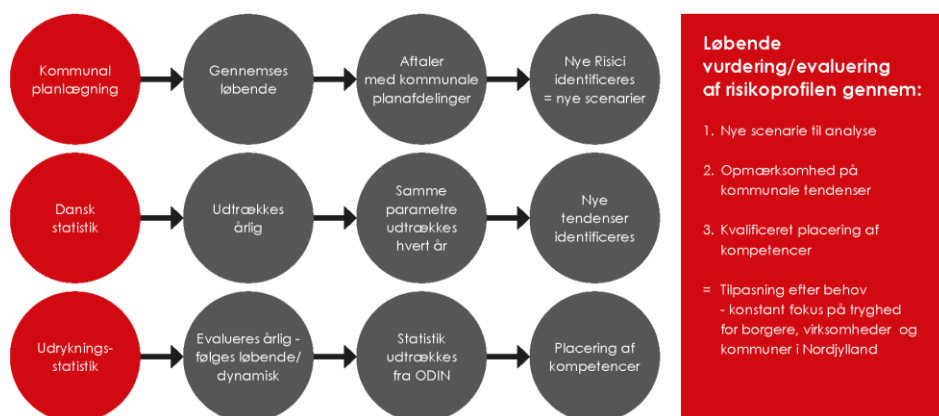 Kommunal
planlægning
Gennemses
løbende
Aftaler
med kommunale
planafdelinger
Nye Risici
identificeres
= nye scenarier
Dansk
statistik
Udtrækkes
årlig
Samme
parametre
udtrækkes
hvert år
Nye
tendenser
identificeres
Udryknings-
statistik
Evalueres årlig -
følges løbende/
dynamisk
Statistik
udtrækkes
fra ODIN
Placering af
kompetencer
Løbende
vurdering/evaluering
af risikoprofilen gennem:
1. Nye scenarie til analyse
2. Opmærksomhed på
kommunale tendenser
3. Kvalificeret placering af
kompetencer
= Tilpasning efter behov
- konstant fokus på tryghed
for borgere, virksomheder og
kommuner i Nordjylland